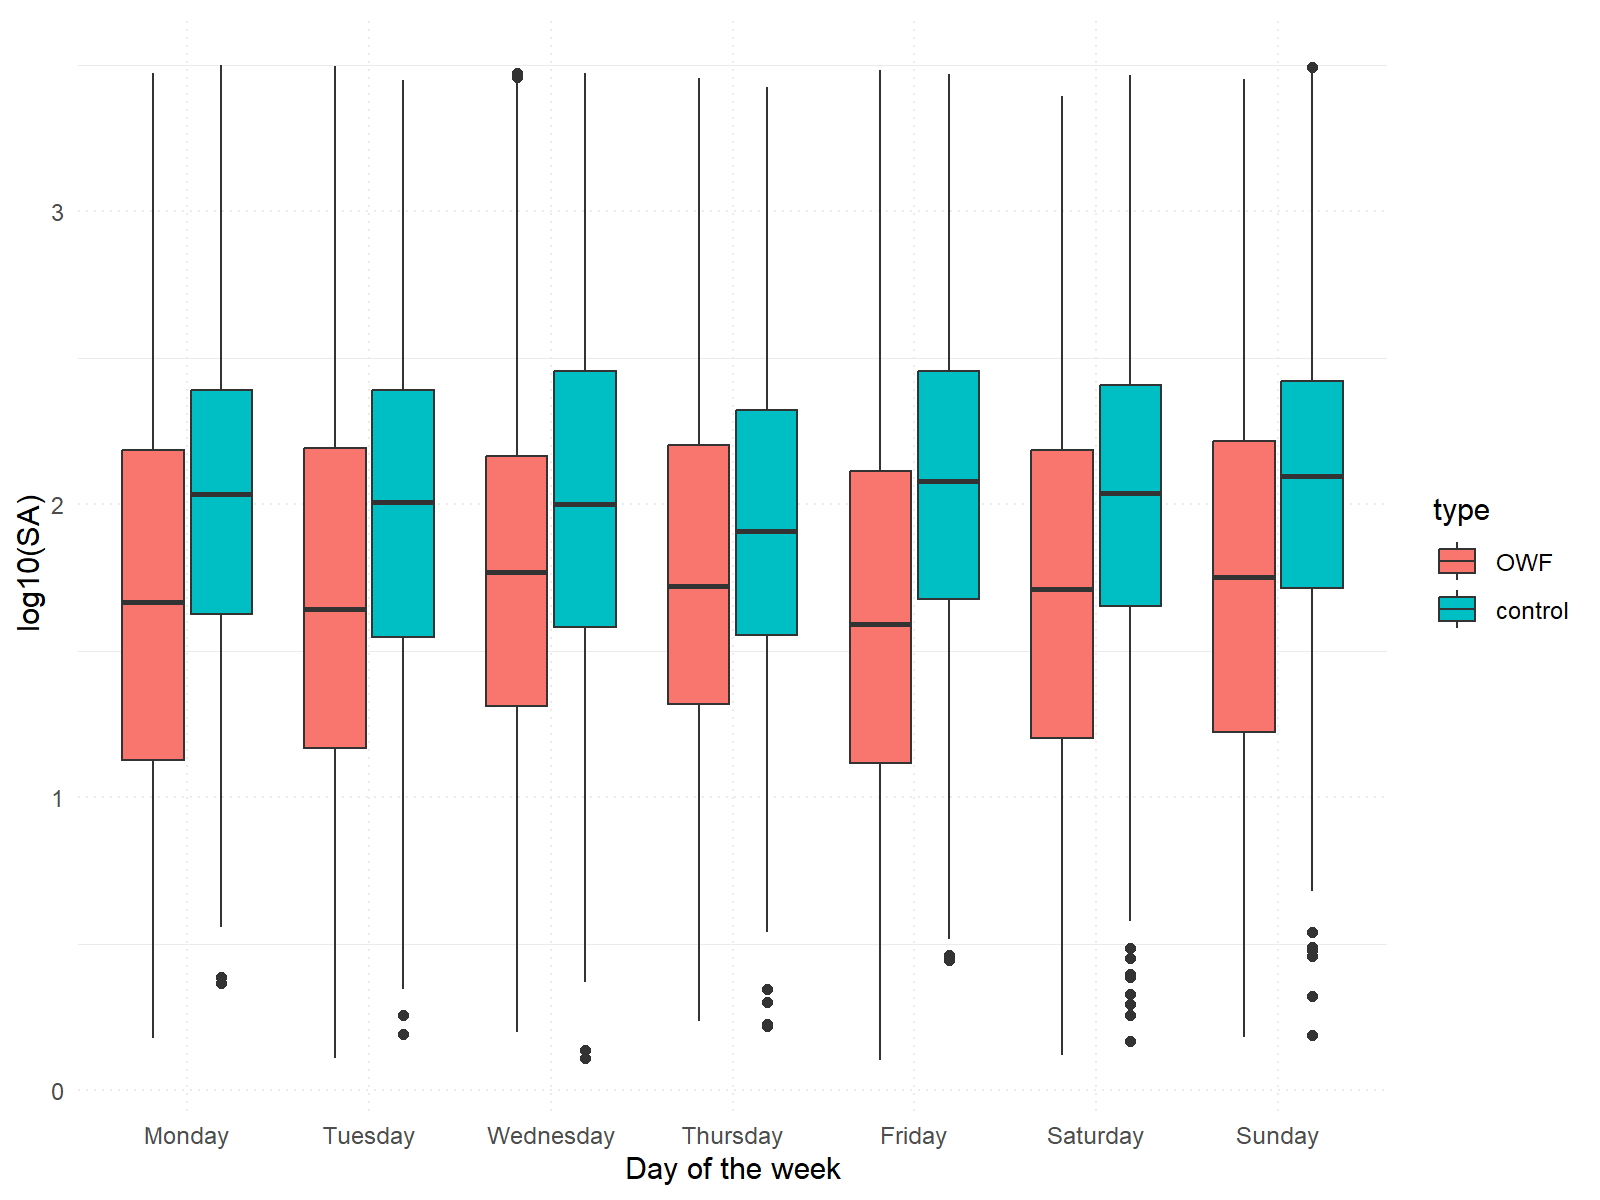 3
2
1
0
log10(SA)
Monday Tuesday Wednesday Thursday Friday Saturday Sunday
Day of the week
type
OWF
control